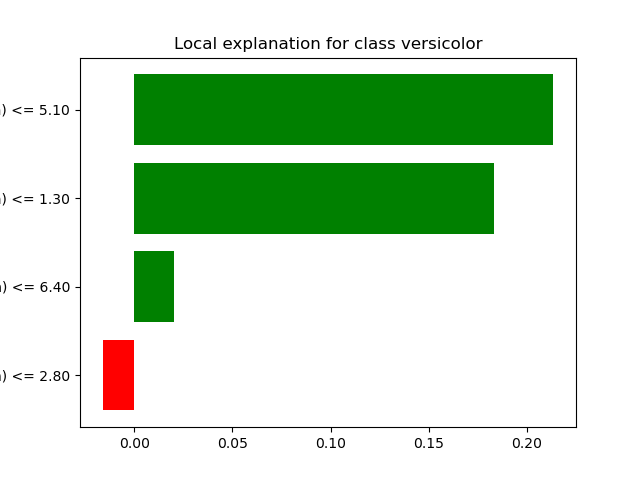 Local explanation for class versicolor
) <= 5.10
) <= 1.30
) <= 6.40
) <= 2.80
0.00 0.05 0.10 0.15 0.20